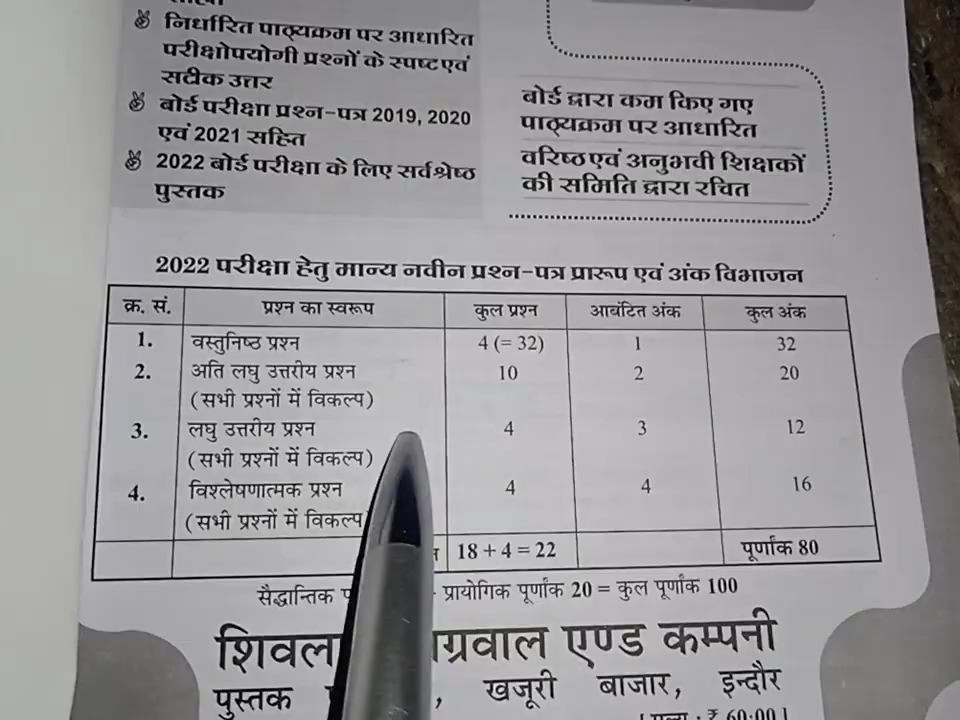 निर्धारित पाठ्यक्रम पर आधारित
परीक्षोपयोगी प्रश्नों के स्पष्ट एवं
सटीक उत्तर
बोर्ड परीक्षा प्रश्न-पत्र 2019, 2020
एवं 2021 सहित
2022 बोर्ड परीक्षा के लिए सर्वश्रेष्ठ
पुस्तक
बोर्ड द्वारा कम किए गए
पाठ्यक्रम पर आधारित
वरिष्ठ एवं अनुभवी शिक्षकों
की समिति द्वारा रचित
2022 परीक्षा हेतु मान्य नवीन प्रश्न-पत्र प्रारूप एवं अंक विभाजन
क्र. सं. प्रश्न का स्वरूप कुल प्रश्न आबंटित अंक कुल अंक
1. वस्तुनिष्ठ प्रश्न 4 (= 32) 1 32
2. अति लघु उत्तरीय प्रश्न 10 2 20
(सभी प्रश्नों में विकल्प)
3. लघु उत्तरीय प्रश्न 4 3 12
(सभी प्रश्नों में विकल्प)
4. विश्लेषणात्मक प्रश्न 4 4 16
(सभी प्रश्नों में विकल्प
18 + 4 = 22 पूर्णांक 80
सैद्धान्तिक प्रायोगिक पूर्णांक 20 = कुल पूर्णांक 100
एण्ड कम्पनी
पुस्तक , खजूरी बाजार, इन्दौर
₹ 60.00